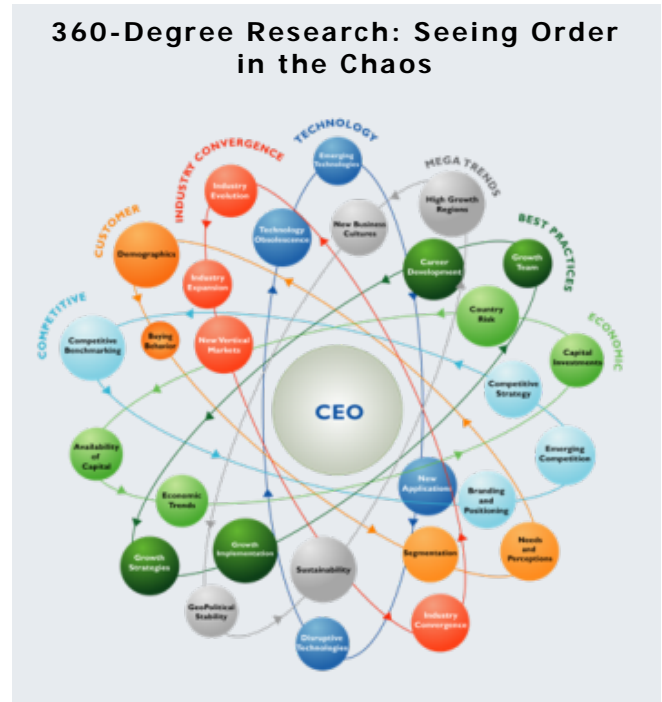 360-Degree Research: Seeing Order
in the Chaos
TECHNOLOGY
INDUSTRY CONVERGENCE
MEGA TRENDS
CUSTOMER
BEST PRACTICES
COMPETITIVE
ECONOMIC
Emerging
Technologies
Industry
Evolution
High Growth
Regions
Technology
Obsolescence
New Business
Cultures
Demographics
Career
Development
Growth
Team
Industry
Expansion
Country
Risk
Competitive
Benchmarking
Buying
Behavior
New Vertical
Markets
Capital
Investments
Competitive
Strategy
CEO
Availability
of
Capital
Emerging
Competition
New
Applications
Economic
Trends
Branding
and
Positioning
Growth
Strategies
Growth
Implementation
Sustainability
Segmentation
Needs
and
Perceptions
GeoPolitical
Stability
Disruptive
Technologies
Industry
Convergence